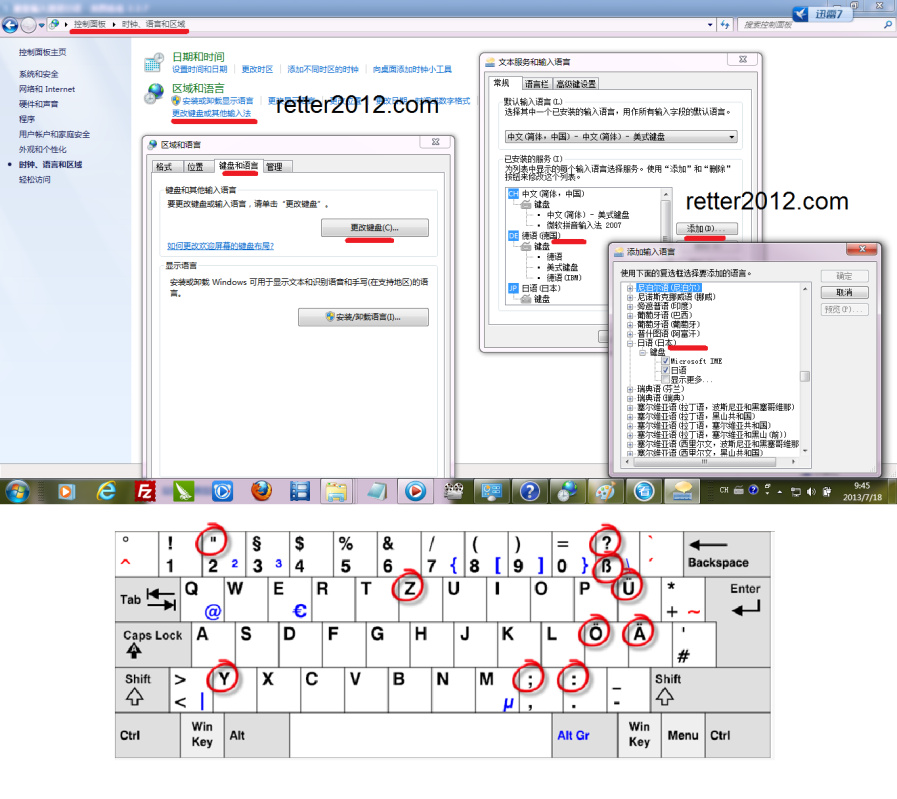 控制面板 ▸ 时钟、语言和区域
搜索控制面板
迅雷7
控制面板主页
系统和安全
网络和 Internet
硬件和声音
程序
用户帐户和家庭安全
外观和个性化
时钟、语言和区域
轻松访问
日期和时间
设置时间和日期 | 更改时区 | 添加不同时区的时钟 | 向桌面添加时钟小工具
区域和语言
安装或卸载显示语言
更改键盘或其他输入法
retter2012.com
区域和语言
格式 位置 键盘和语言 管理
键盘和其他输入语言
要更改键盘或输入语言，请单击“更改键盘”。
更改键盘(C)...
如何更改欢迎屏幕的键盘布局?
显示语言
安装或卸载 Windows 可用于显示文本和识别语音和手写(在支持地区)的语
言。
安装/卸载语言(I)...
文本服务和输入语言
常规 语言栏 高级键设置
默认输入语言(L)
选择其中一个已安装的输入语言，用作所有输入字段的默认语言。
中文(简体，中国) - 中文(简体) - 美式键盘
已安装的服务(I)
为列表中显示的每个输入语言选择服务。使用“添加”和“删除”
按钮来修改这个列表。
CH 中文(简体，中国)
键盘
中文(简体) - 美式键盘
微软拼音输入法 2007
DE 德语(德国)
键盘
德语
美式键盘
德语(IBM)
JP 日语(日本)
键盘
retter2012.com
添加(D)...
添加输入语言
使用下面的复选框选择要添加的语言。
确定
取消
预览(P)...
尼泊尔语(尼泊尔)
尼诺斯克挪威语(挪威)
旁遮普语(印度)
葡萄牙语(巴西)
葡萄牙语(葡萄牙)
普什图语(阿富汗)
日语(日本)
键盘
Microsoft IME
日语
显示更多...
瑞典语(芬兰)
瑞典语(瑞典)
塞尔维亚语(拉丁语，波斯尼亚和黑塞哥维那)
塞尔维亚语(拉丁语，黑山共和国)
塞尔维亚语(拉丁语，塞尔维亚共和国)
塞尔维亚语(拉丁语，塞尔维亚和黑山(前))
塞尔维亚语(西里尔文，波斯尼亚和黑塞哥维那
塞尔维亚语(西里尔文，黑山共和国)
CH
9:45
2013/7/18
° ! " § $ % & / ( ) = ? `
^ 1 2 ² 3 ³ 4 5 6 7 { 8 [ 9 ] 0 } ß \ ´ Backspace
Tab Q @ W E € R T Z U I O P Ü * + ~ Enter
Caps Lock A S D F G H J K L Ö Ä ' #
Shift > < | Y X C V B N M µ ; , : . _ - Shift
Ctrl Win Key Alt Alt Gr Win Key Menu Ctrl